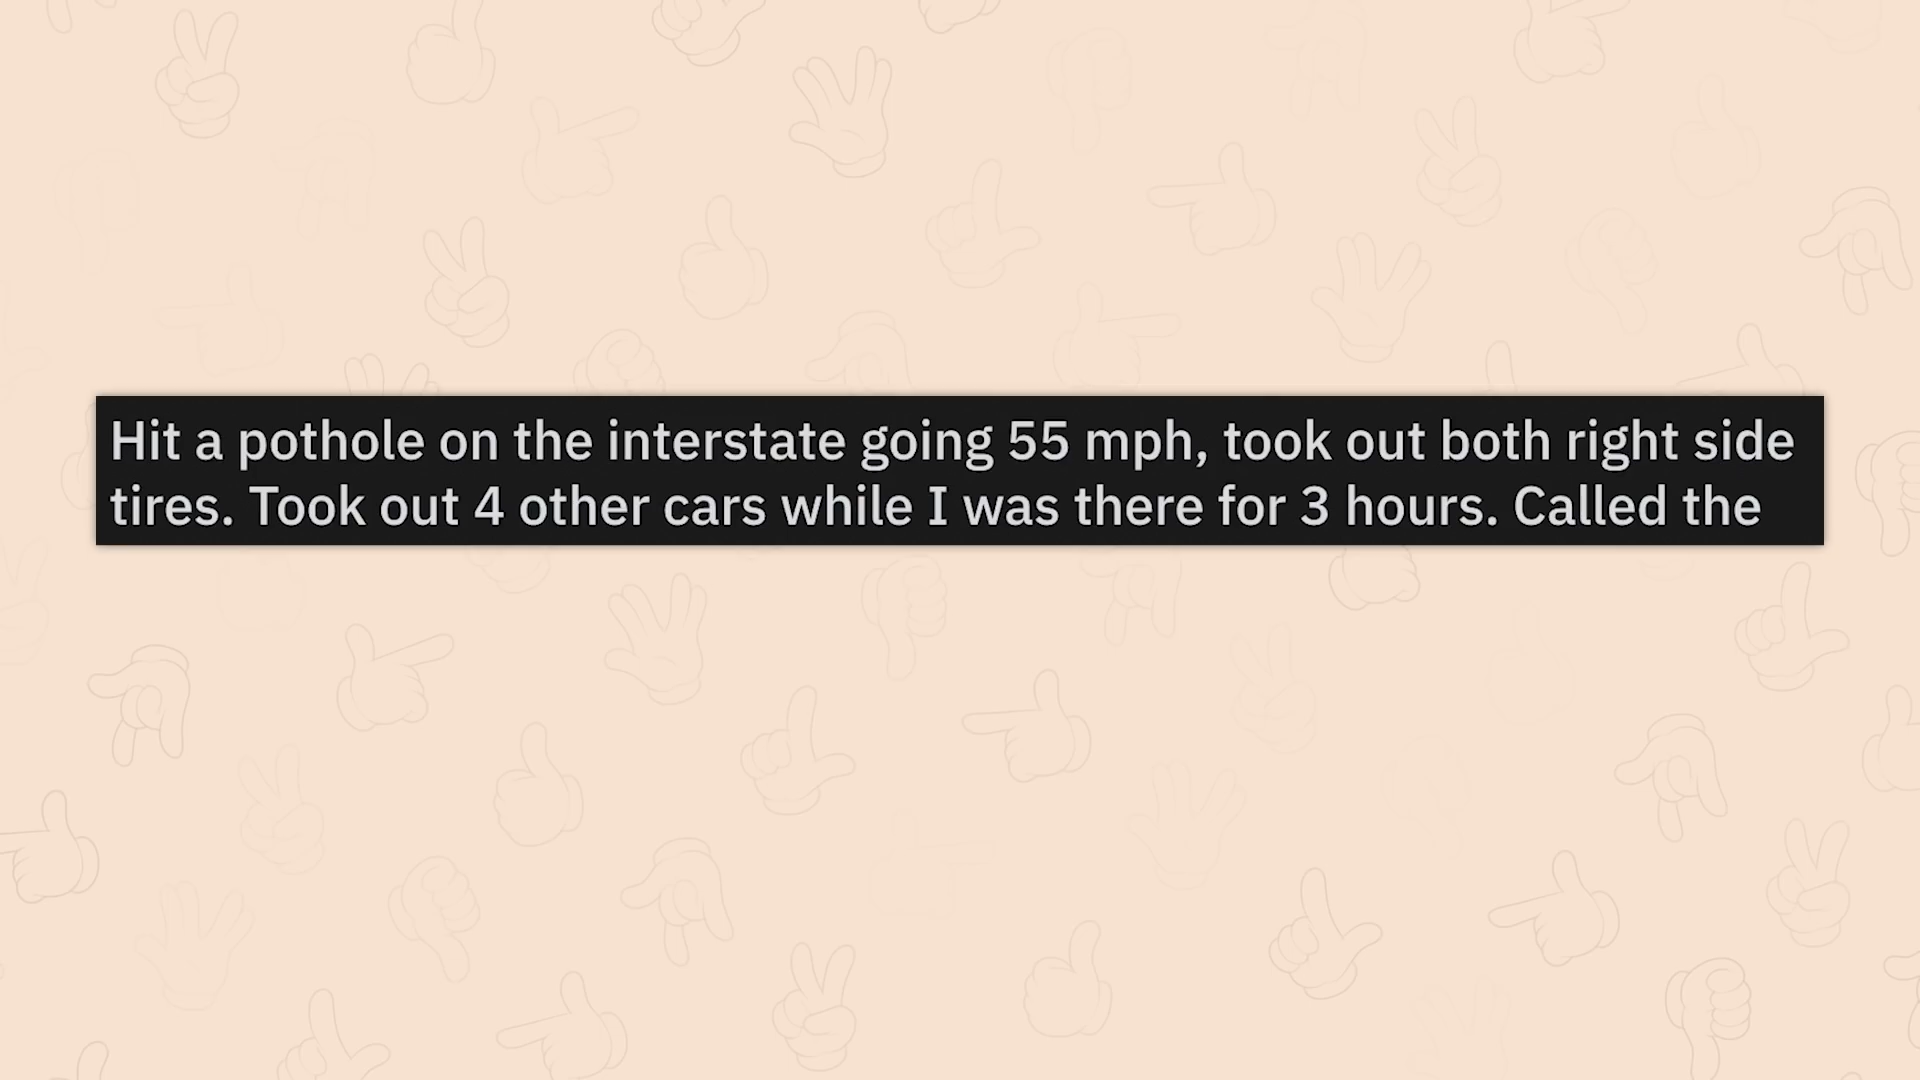 Hit a pothole on the interstate going 55 mph, took out both right side
tires. Took out 4 other cars while I was there for 3 hours. Called the